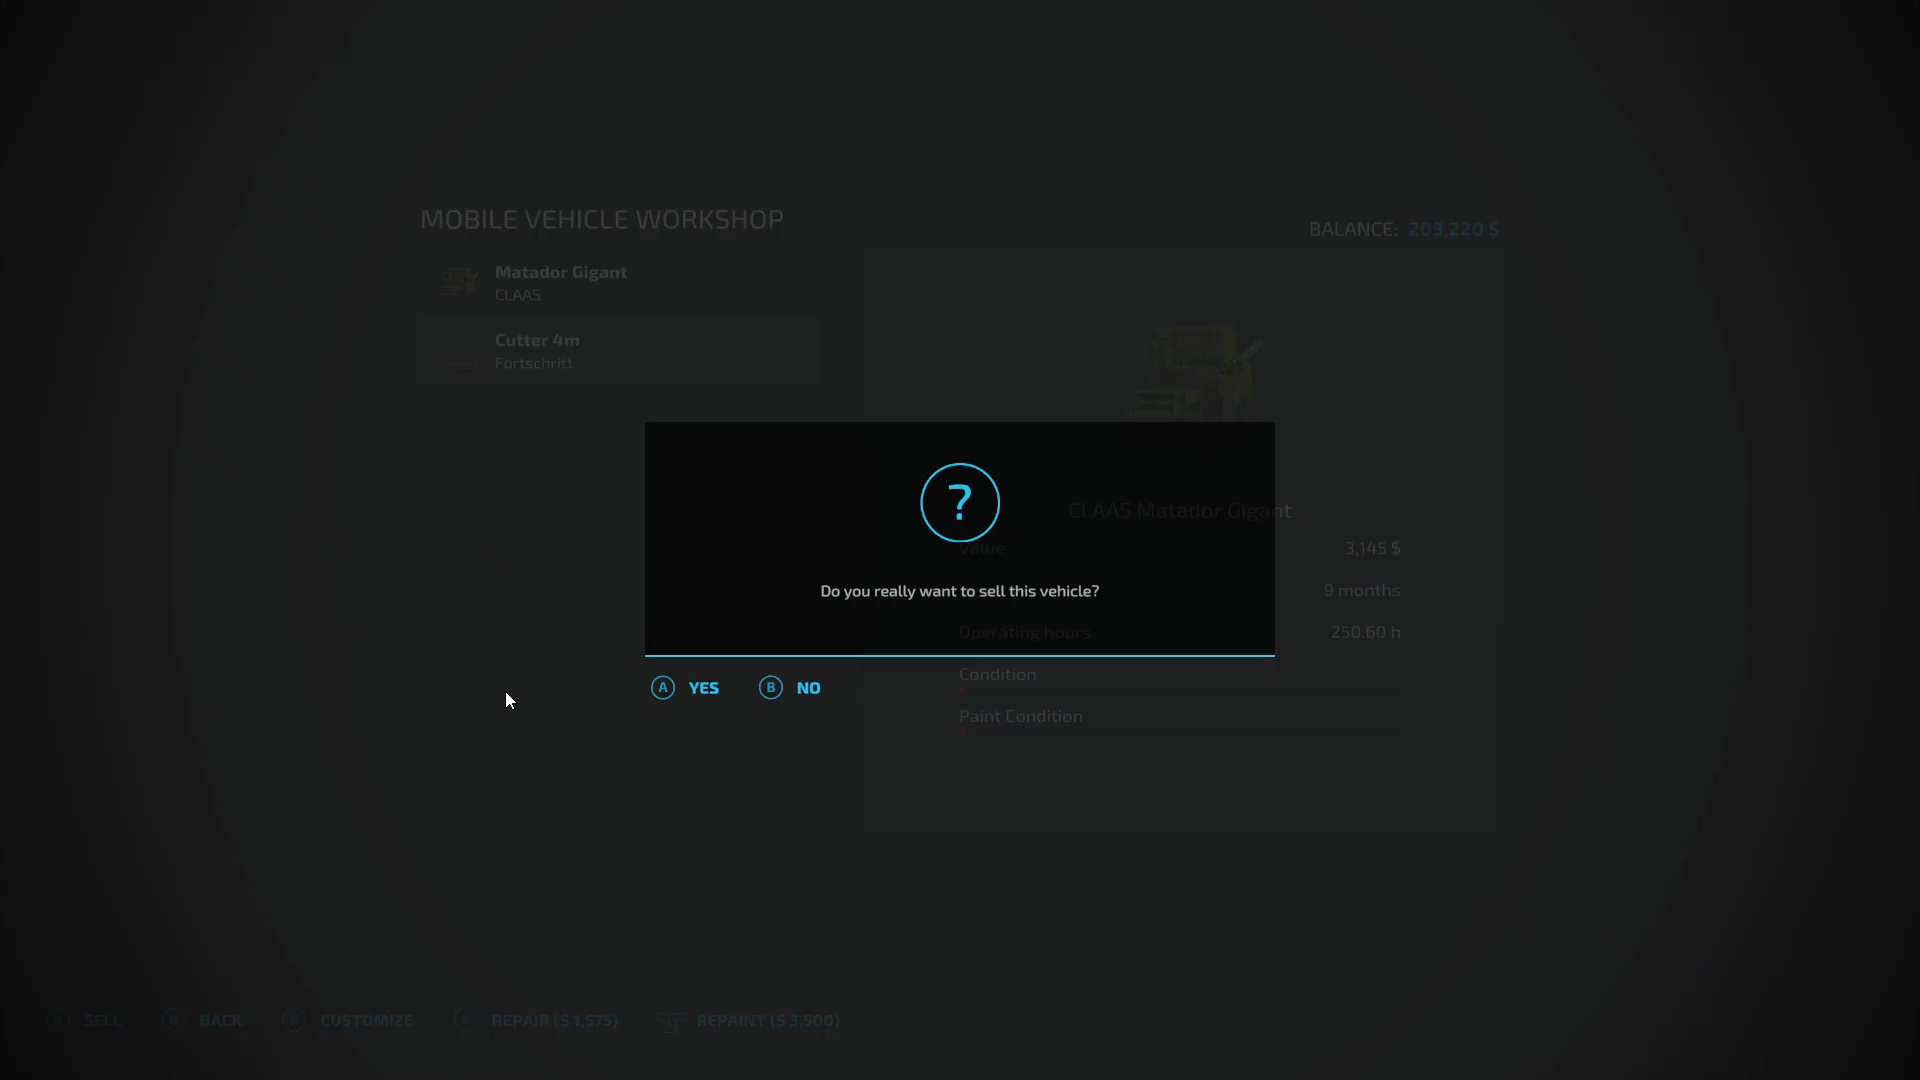 MOBILE VEHICLE WORKSHOP
BALANCE: 203,220 $
Matador Gigant
CLAAS
Cutter 4m
Fortschritt
?
CLAAS Matador Gigant
Value 3,145 $
9 months
Do you really want to sell this vehicle?
Operating hours 250.60 h
Condition
Paint Condition
A YES B NO
SELL B BACK CUSTOMIZE REPAIR ($ 1,575) REPAINT ($ 3,500)